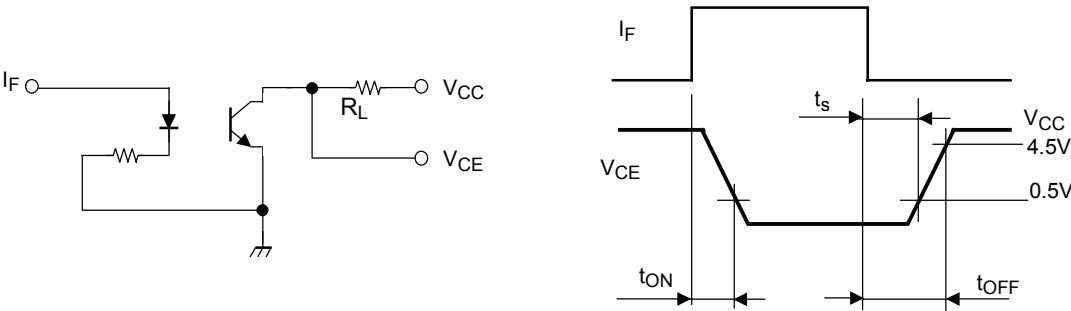 I_F
R_L
V_CC
V_CE
I_F
t_s
V_CC
4.5V
V_CE
0.5V
t_ON
t_OFF